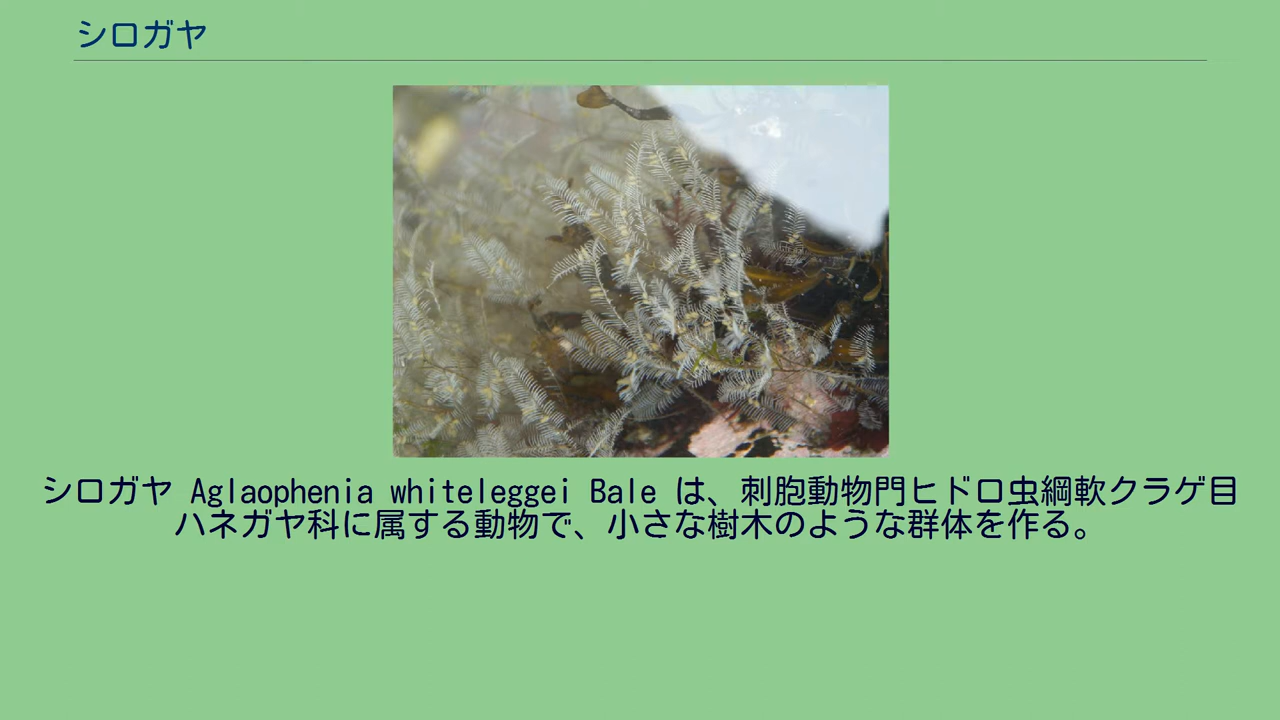 シロガヤ
シロガヤ Aglaophenia whiteleggei Bale は、刺胞動物門ヒドロ虫綱軟クラゲ目
ハネガヤ科に属する動物で、小さな樹木のような群体を作る。